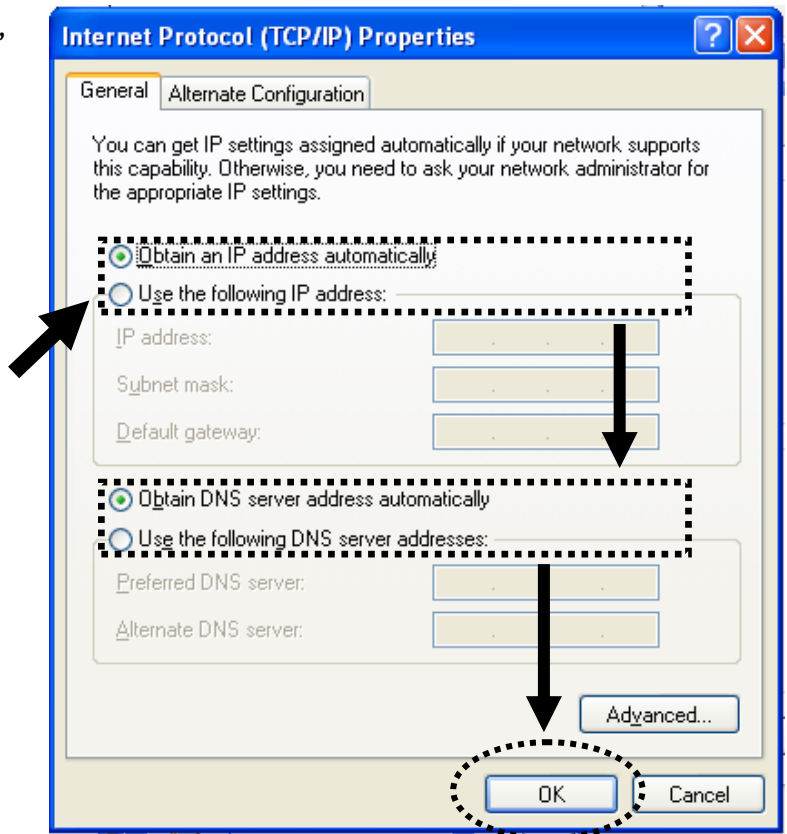 ,
Internet Protocol (TCP/IP) Properties
General
Alternate Configuration
You can get IP settings assigned automatically if your network supports
this capability. Otherwise, you need to ask your network administrator for
the appropriate IP settings.
Obtain an IP address automatically
Use the following IP address:
IP address:
Subnet mask:
Default gateway:
Obtain DNS server address automatically
Use the following DNS server addresses:
Preferred DNS server:
Alternate DNS server:
Advanced...
OK
Cancel